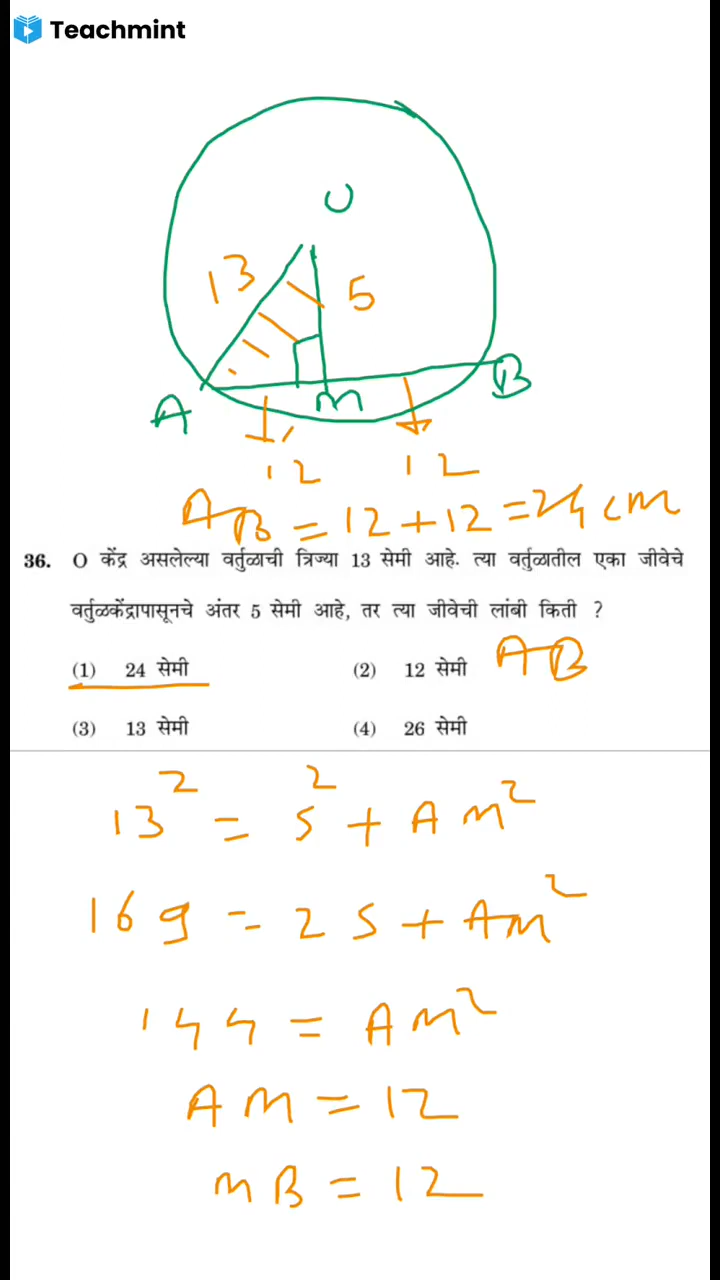 Teachmint
O
13
5
A
M
B
12
12
AB = 12 + 12 = 24 cm
36. O केंद्र असलेल्या वर्तुळाची त्रिज्या 13 सेमी आहे. त्या वर्तुळातील एका जीवेचे
वर्तुळकेंद्रापासूनचे अंतर 5 सेमी आहे, तर त्या जीवेची लांबी किती ?
AB
(1) 24 सेमी (2) 12 सेमी
(3) 13 सेमी (4) 26 सेमी
13² = 5² + AM²
169 = 25 + AM²
144 = AM²
AM = 12
MB = 12